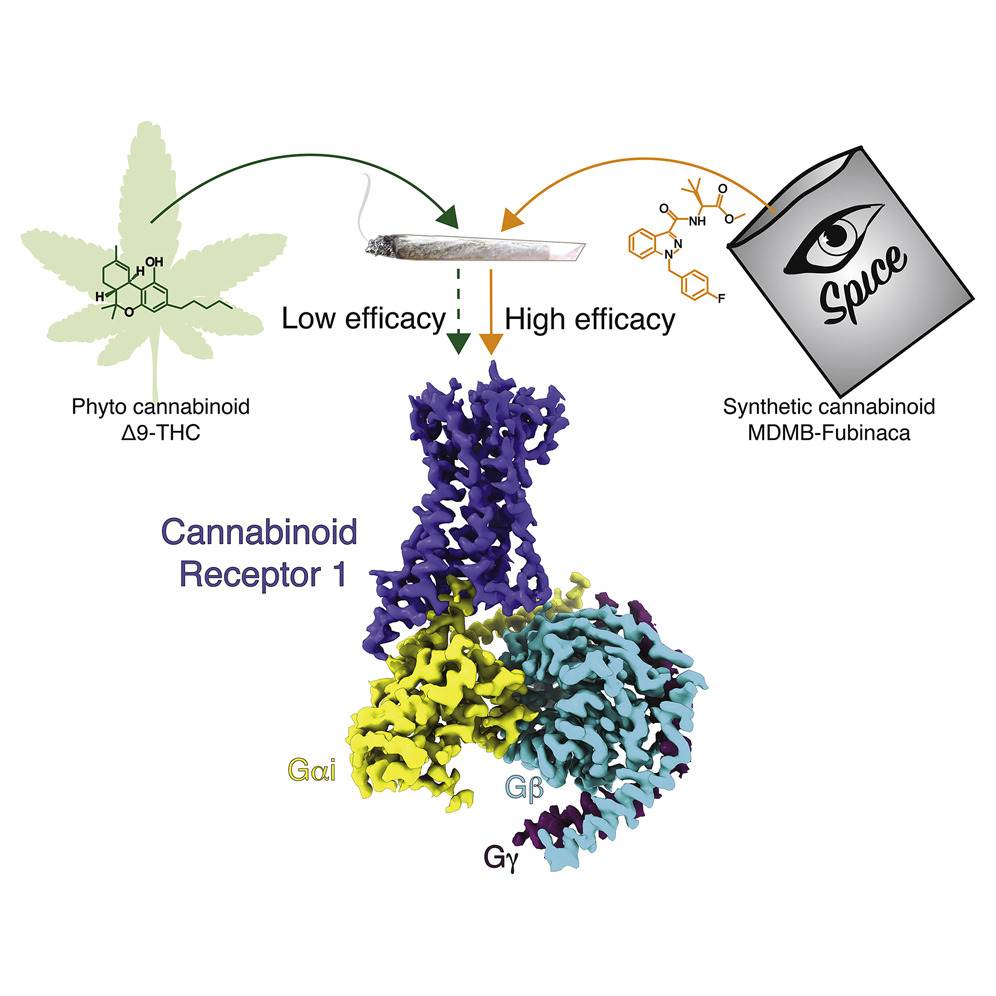 OH
H
H
O
O
NH
O
O
N
N
F
Spice
Low efficacy
High efficacy
Phyto cannabinoid
Δ9-THC
Synthetic cannabinoid
MDMB-Fubinaca
Cannabinoid
Receptor 1
Gαi
Gβ
Gγ